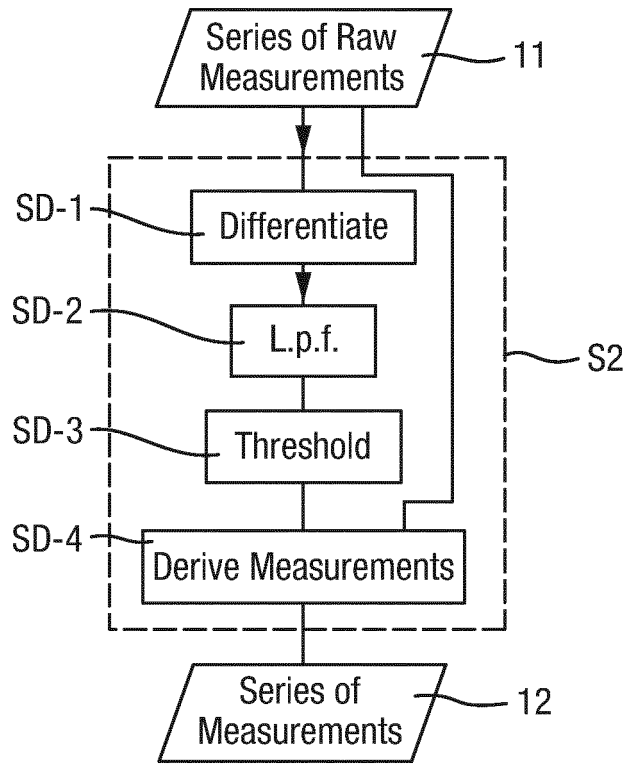 Series of Raw
Measurements
11
SD-1
Differentiate
SD-2
L.p.f.
S2
SD-3
Threshold
SD-4
Derive Measurements
Series of
Measurements
12